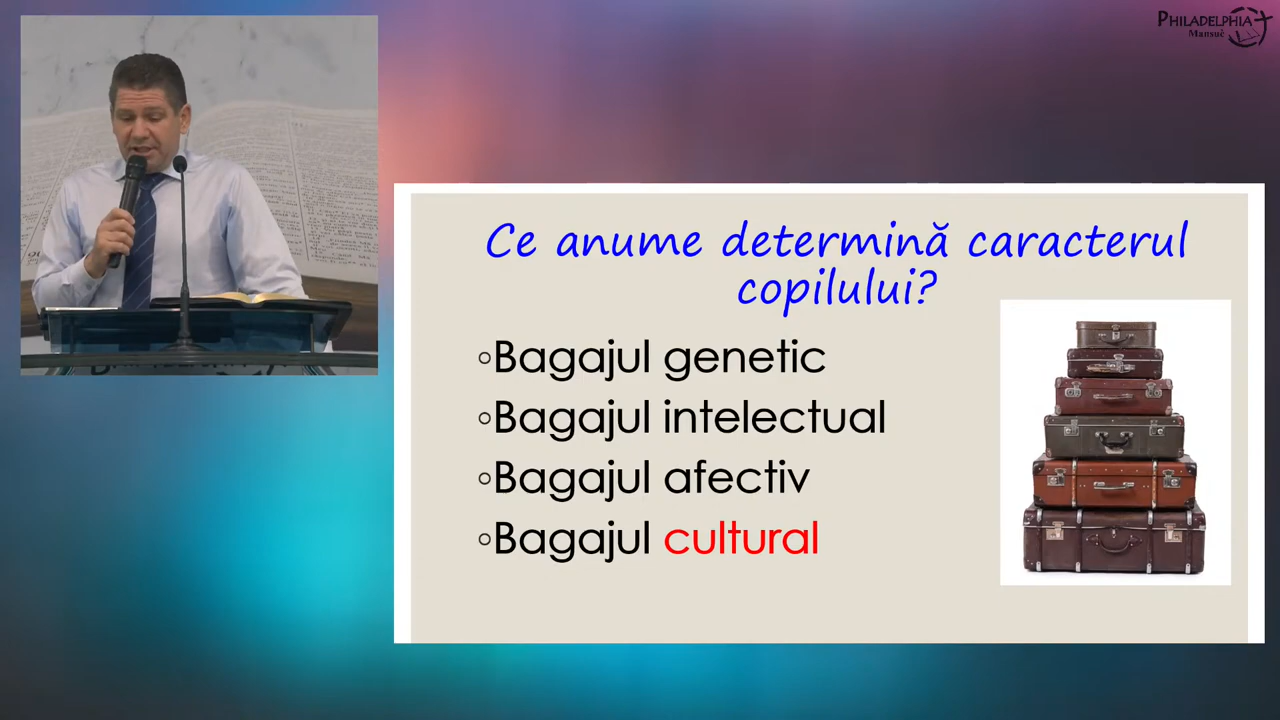 PHILADELPHIA
Mansuè
Ce anume determină caracterul
copilului?
◦Bagajul genetic
◦Bagajul intelectual
◦Bagajul afectiv
◦Bagajul cultural